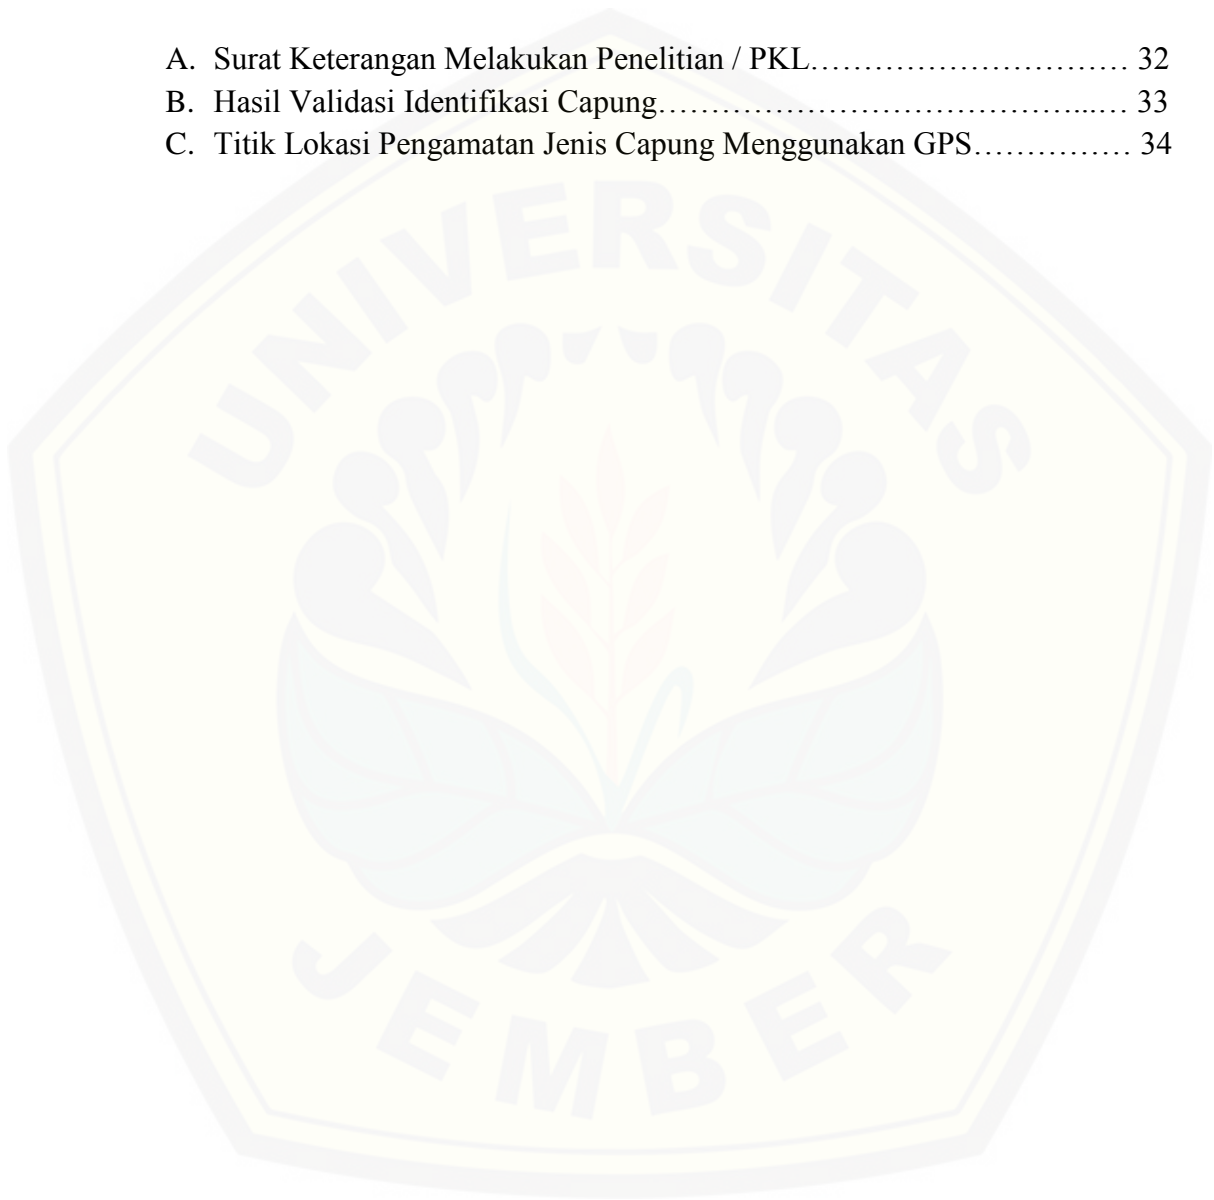 A. Surat Keterangan Melakukan Penelitian / PKL………………………… 32
B. Hasil Validasi Identifikasi Capung…………………………………...… 33
C. Titik Lokasi Pengamatan Jenis Capung Menggunakan GPS…………… 34
UNIVERSITAS
JEMBER